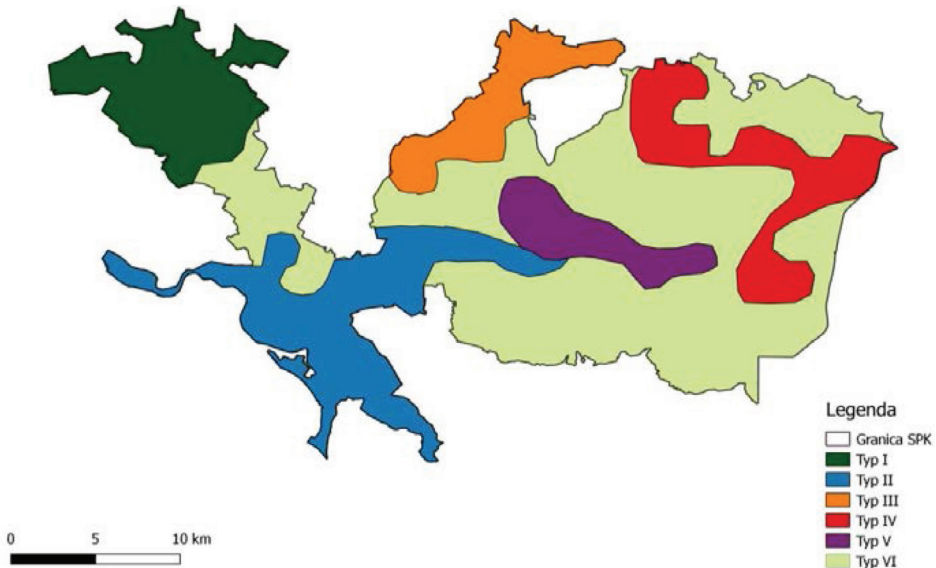 Legenda
Granica SPK
Typ I
Typ II
Typ III
Typ IV
Typ V
Typ VI
0 5 10 km